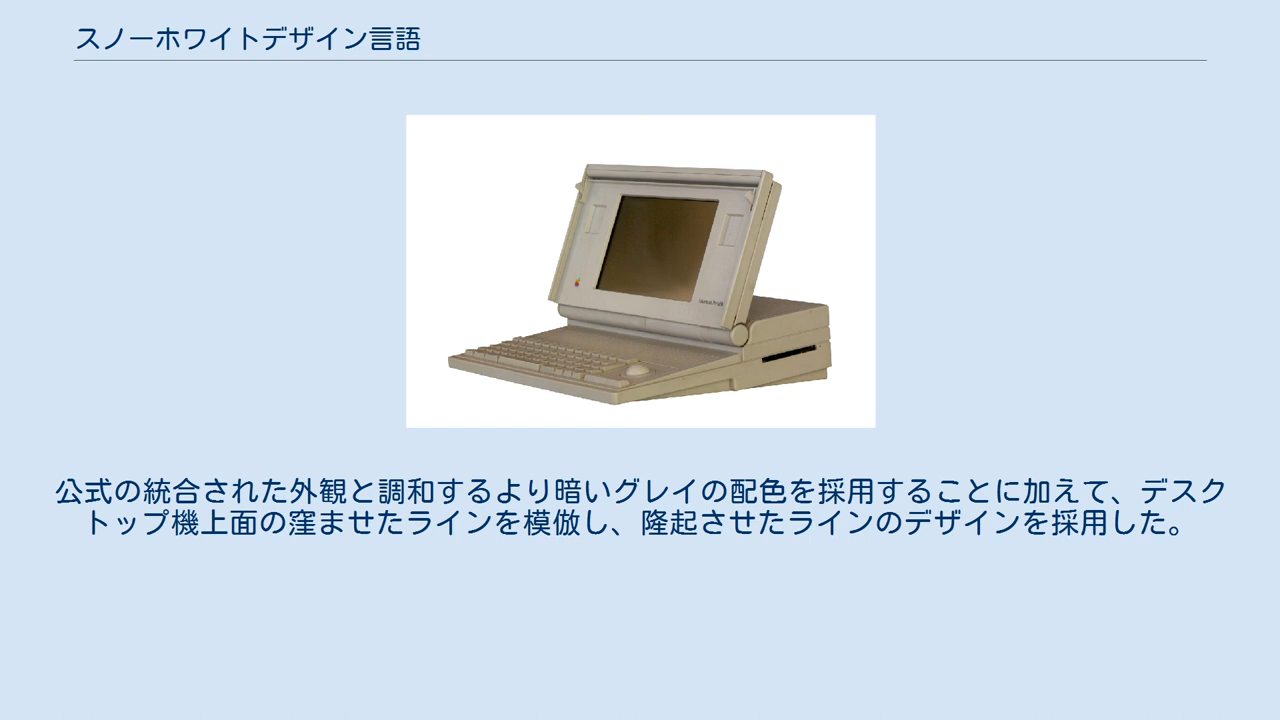 スノーホワイトデザイン言語
公式の統合された外観と調和するより暗いグレイの配色を採用することに加えて、デスク
トップ機上面の窪ませたラインを模倣し、隆起させたラインのデザインを採用した。